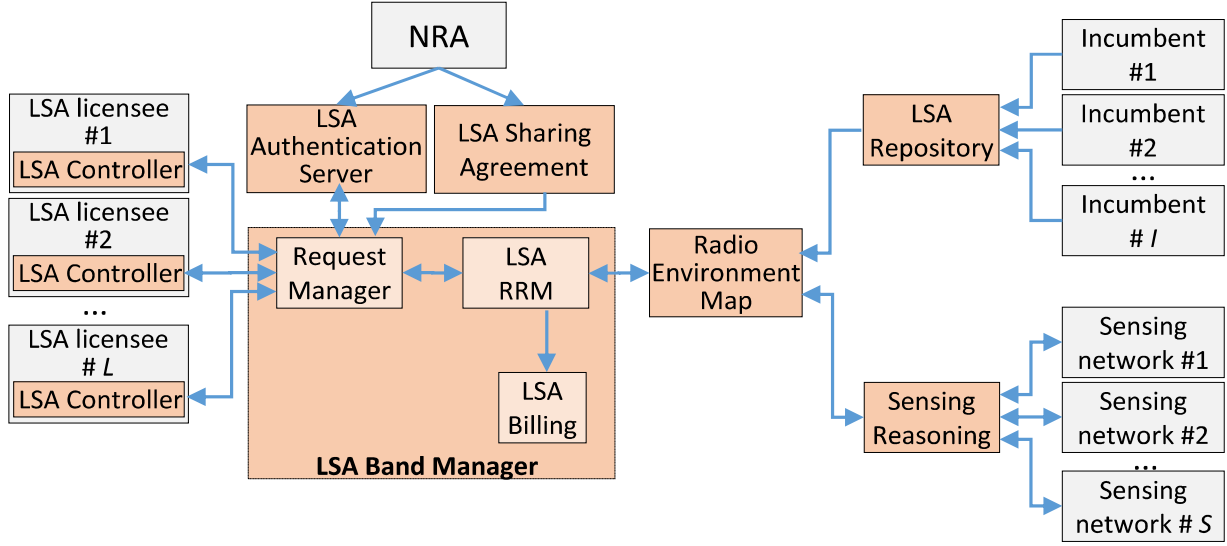 NRA
LSA licensee
#1
LSA Controller
LSA licensee
#2
LSA Controller
...
LSA licensee
# L
LSA Controller
LSA
Authentication
Server
LSA Sharing
Agreement
Request
Manager
LSA
RRM
LSA
Billing
LSA Band Manager
Radio
Environment
Map
LSA
Repository
Sensing
Reasoning
Incumbent
#1
Incumbent
#2
...
Incumbent
# I
Sensing
network #1
Sensing
network #2
...
Sensing
network # S